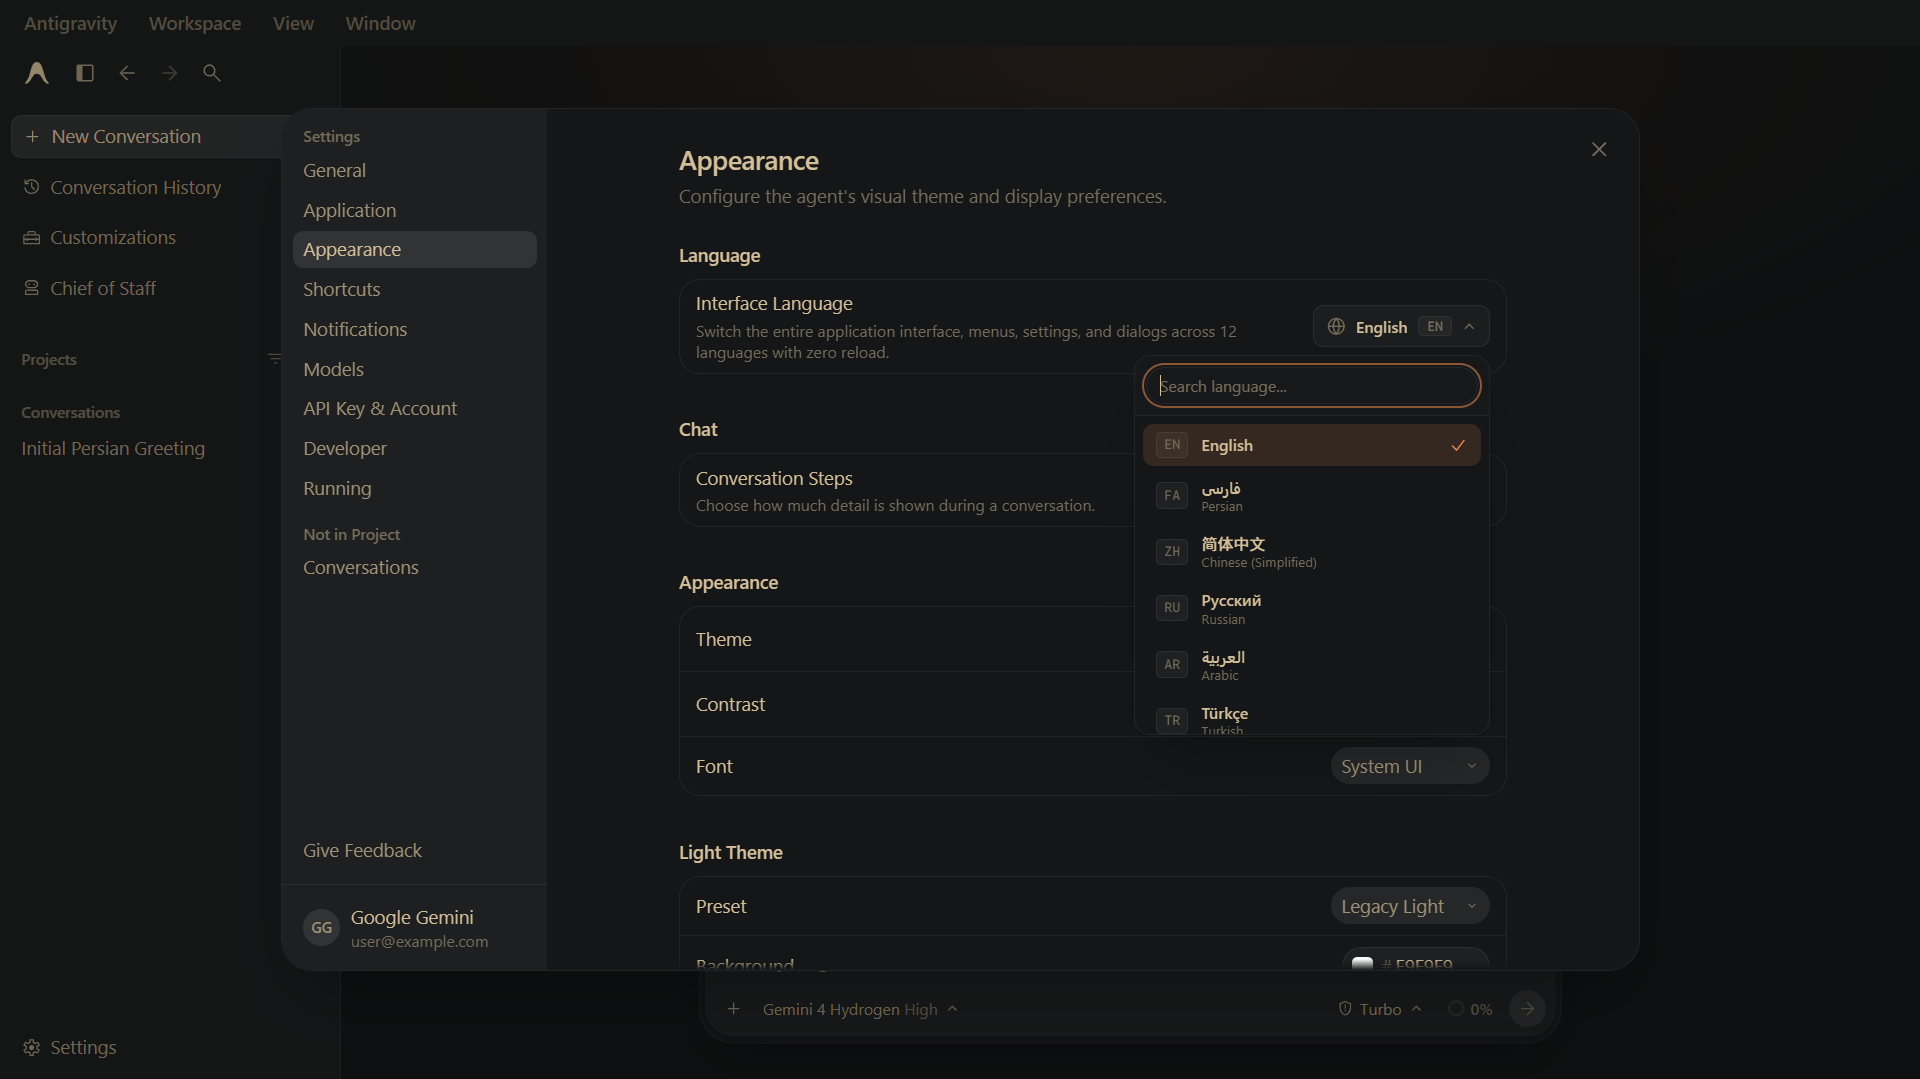 Antigravity Workspace View Window
New Conversation
Conversation History
Customizations
Chief of Staff
Projects
Conversations
Initial Persian Greeting
Settings
Settings
General
Application
Appearance
Shortcuts
Notifications
Models
API Key & Account
Developer
Running
Not in Project
Conversations
Give Feedback
GG
Google Gemini
user@example.com
Appearance
Configure the agent's visual theme and display preferences.
Language
Interface Language
Switch the entire application interface, menus, settings, and dialogs across 12
languages with zero reload.
English EN
Search language...
EN English
FA فارسی
Persian
ZH 简体中文
Chinese (Simplified)
RU Русский
Russian
AR العربية
Arabic
TR Türkçe
Turkish
Chat
Conversation Steps
Choose how much detail is shown during a conversation.
Appearance
Theme
Contrast
Font System UI
Light Theme
Preset Legacy Light
Background # F9F9F9
Gemini 4 Hydrogen High Turbo 0%